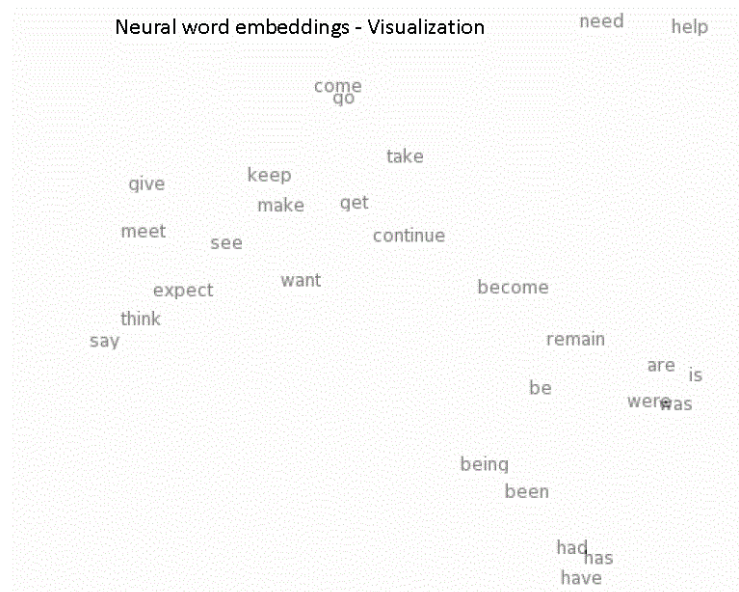 Neural word embeddings - Visualization
need
help
come
go
take
keep
give
make
get
meet
see
continue
want
become
expect
think
say
remain
are
is
be
were
was
being
been
had
has
have